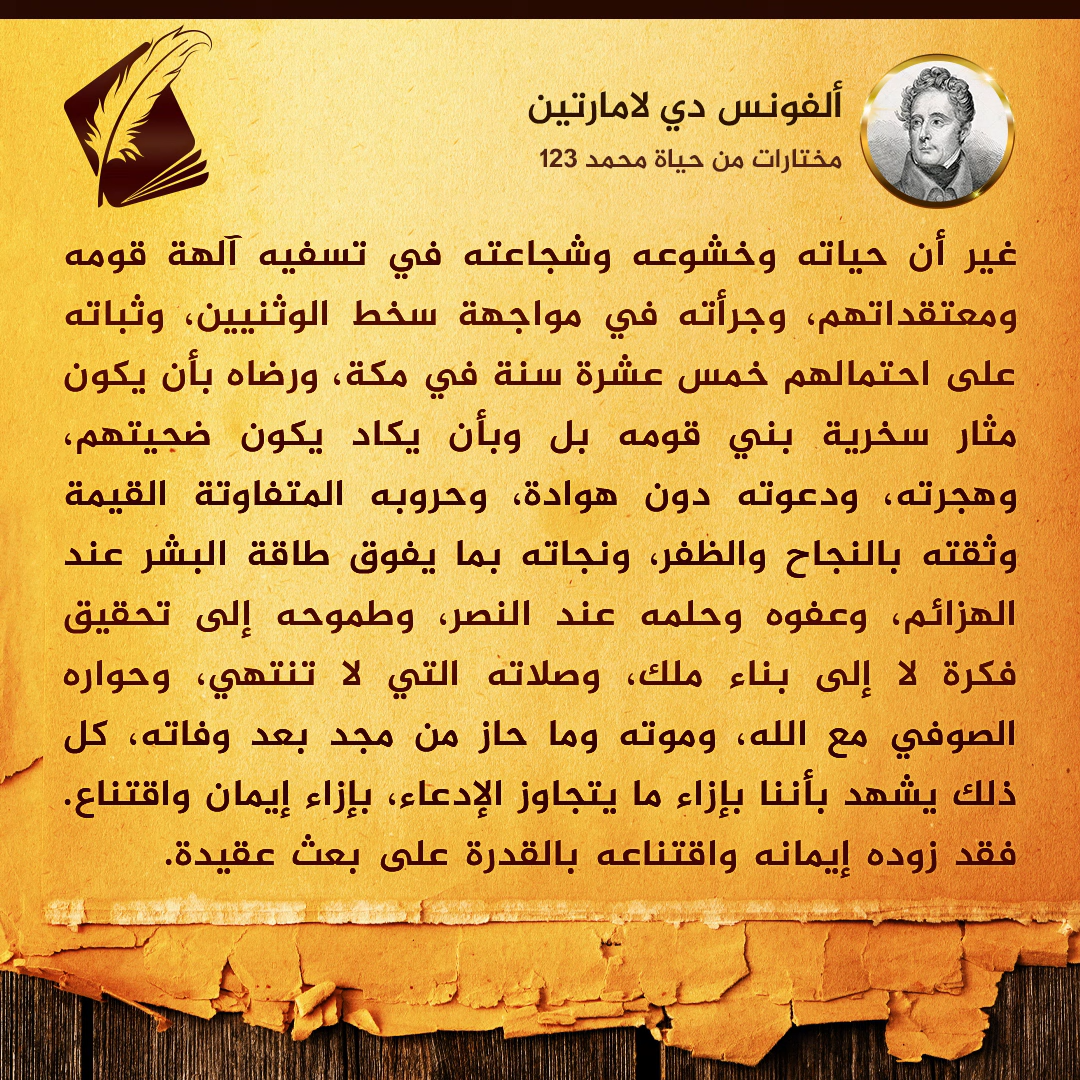 ألفونس دي لامارتين
مختارات من حياة محمد 123
غير أن حياته وخشوعه وشجاعته في تسفيه آلهة قومه
ومعتقداتهم، وجرأته في مواجهة سخط الوثنيين، وثباته
على احتمالهم خمس عشرة سنة في مكة، ورضاه بأن يكون
مثار سخرية بني قومه بل وبأن يكاد يكون ضحيتهم،
وهجرته، ودعوته دون هوادة، وحروبه المتفاوتة القيمة
وثقته بالنجاح والظفر، ونجاته بما يفوق طاقة البشر عند
الهزائم، وعفوه وحلمه عند النصر، وطموحه إلى تحقيق
فكرة لا إلى بناء ملك، وصلاته التي لا تنتهي، وحواره
الصوفي مع الله، وموته وما حاز من مجد بعد وفاته، كل
ذلك يشهد بأننا بإزاء ما يتجاوز الإدعاء، بإزاء إيمان واقتناع.
فقد زوده إيمانه واقتناعه بالقدرة على بعث عقيدة.